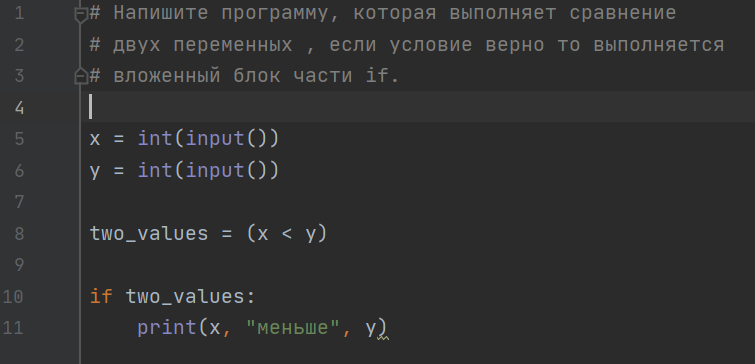 1 # Напишите программу, которая выполняет сравнение
2 # двух переменных , если условие верно то выполняется
3 # вложенный блок части if.
4
5 x = int(input())
6 y = int(input())
7
8 two_values = (x < y)
9
10 if two_values:
11     print(x, "меньше", y)